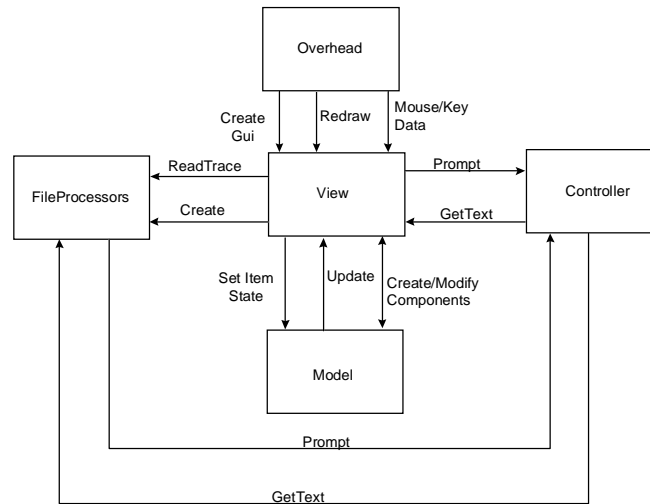 Overhead
Create
Gui
Redraw
Mouse/Key
Data
ReadTrace
Prompt
FileProcessors
View
Controller
Create
GetText
Set Item
State
Update
Create/Modify
Components
Model
Prompt
GetText